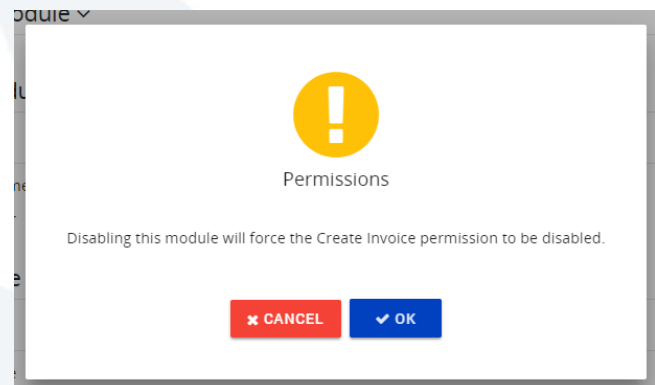 Permissions
Disabling this module will force the Create Invoice permission to be disabled.
CANCEL
OK